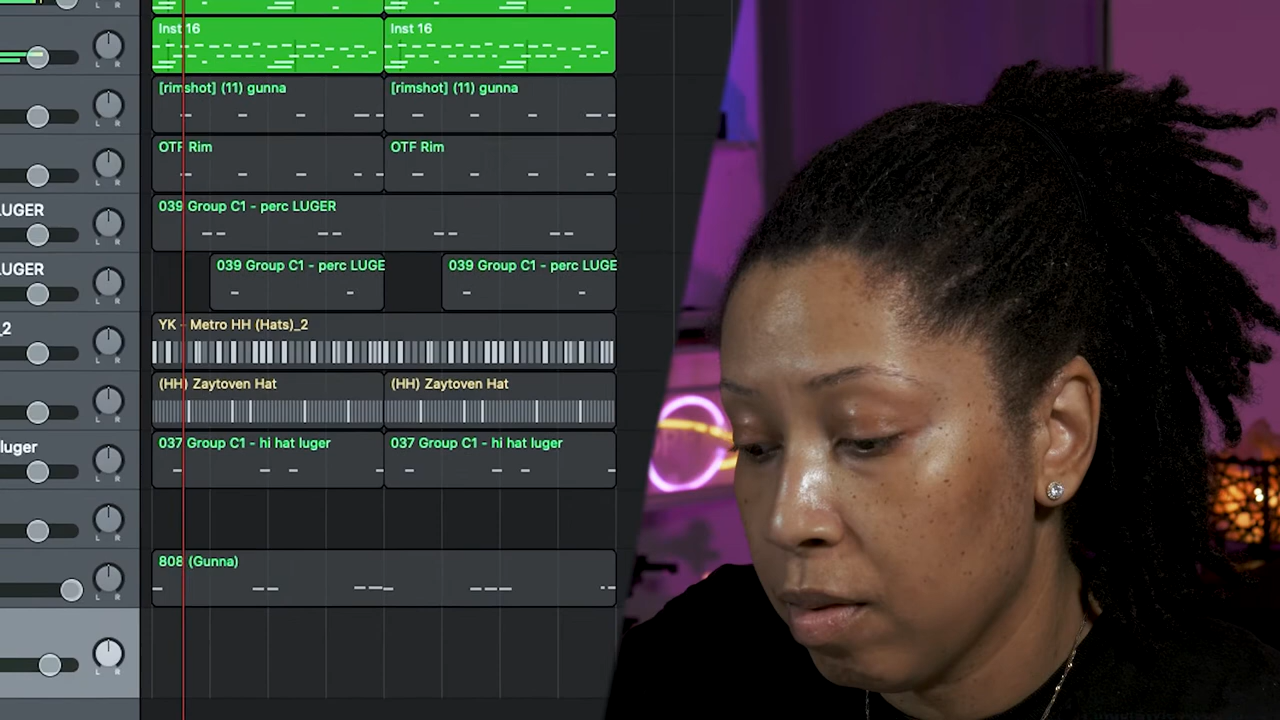 Inst 16 Inst 16
[rimshot] (11) gunna [rimshot] (11) gunna
OTF Rim OTF Rim
LUGER 039 Group C1 - perc LUGER
LUGER 039 Group C1 - perc LUGE 039 Group C1 - perc LUGE
_2 YK - Metro HH (Hats)_2
(HH) Zaytoven Hat (HH) Zaytoven Hat
luger 037 Group C1 - hi hat luger 037 Group C1 - hi hat luger
808 (Gunna)
L R
L R
L R
L R
L R
L R
L R
L R
L R
L R
L R
L R